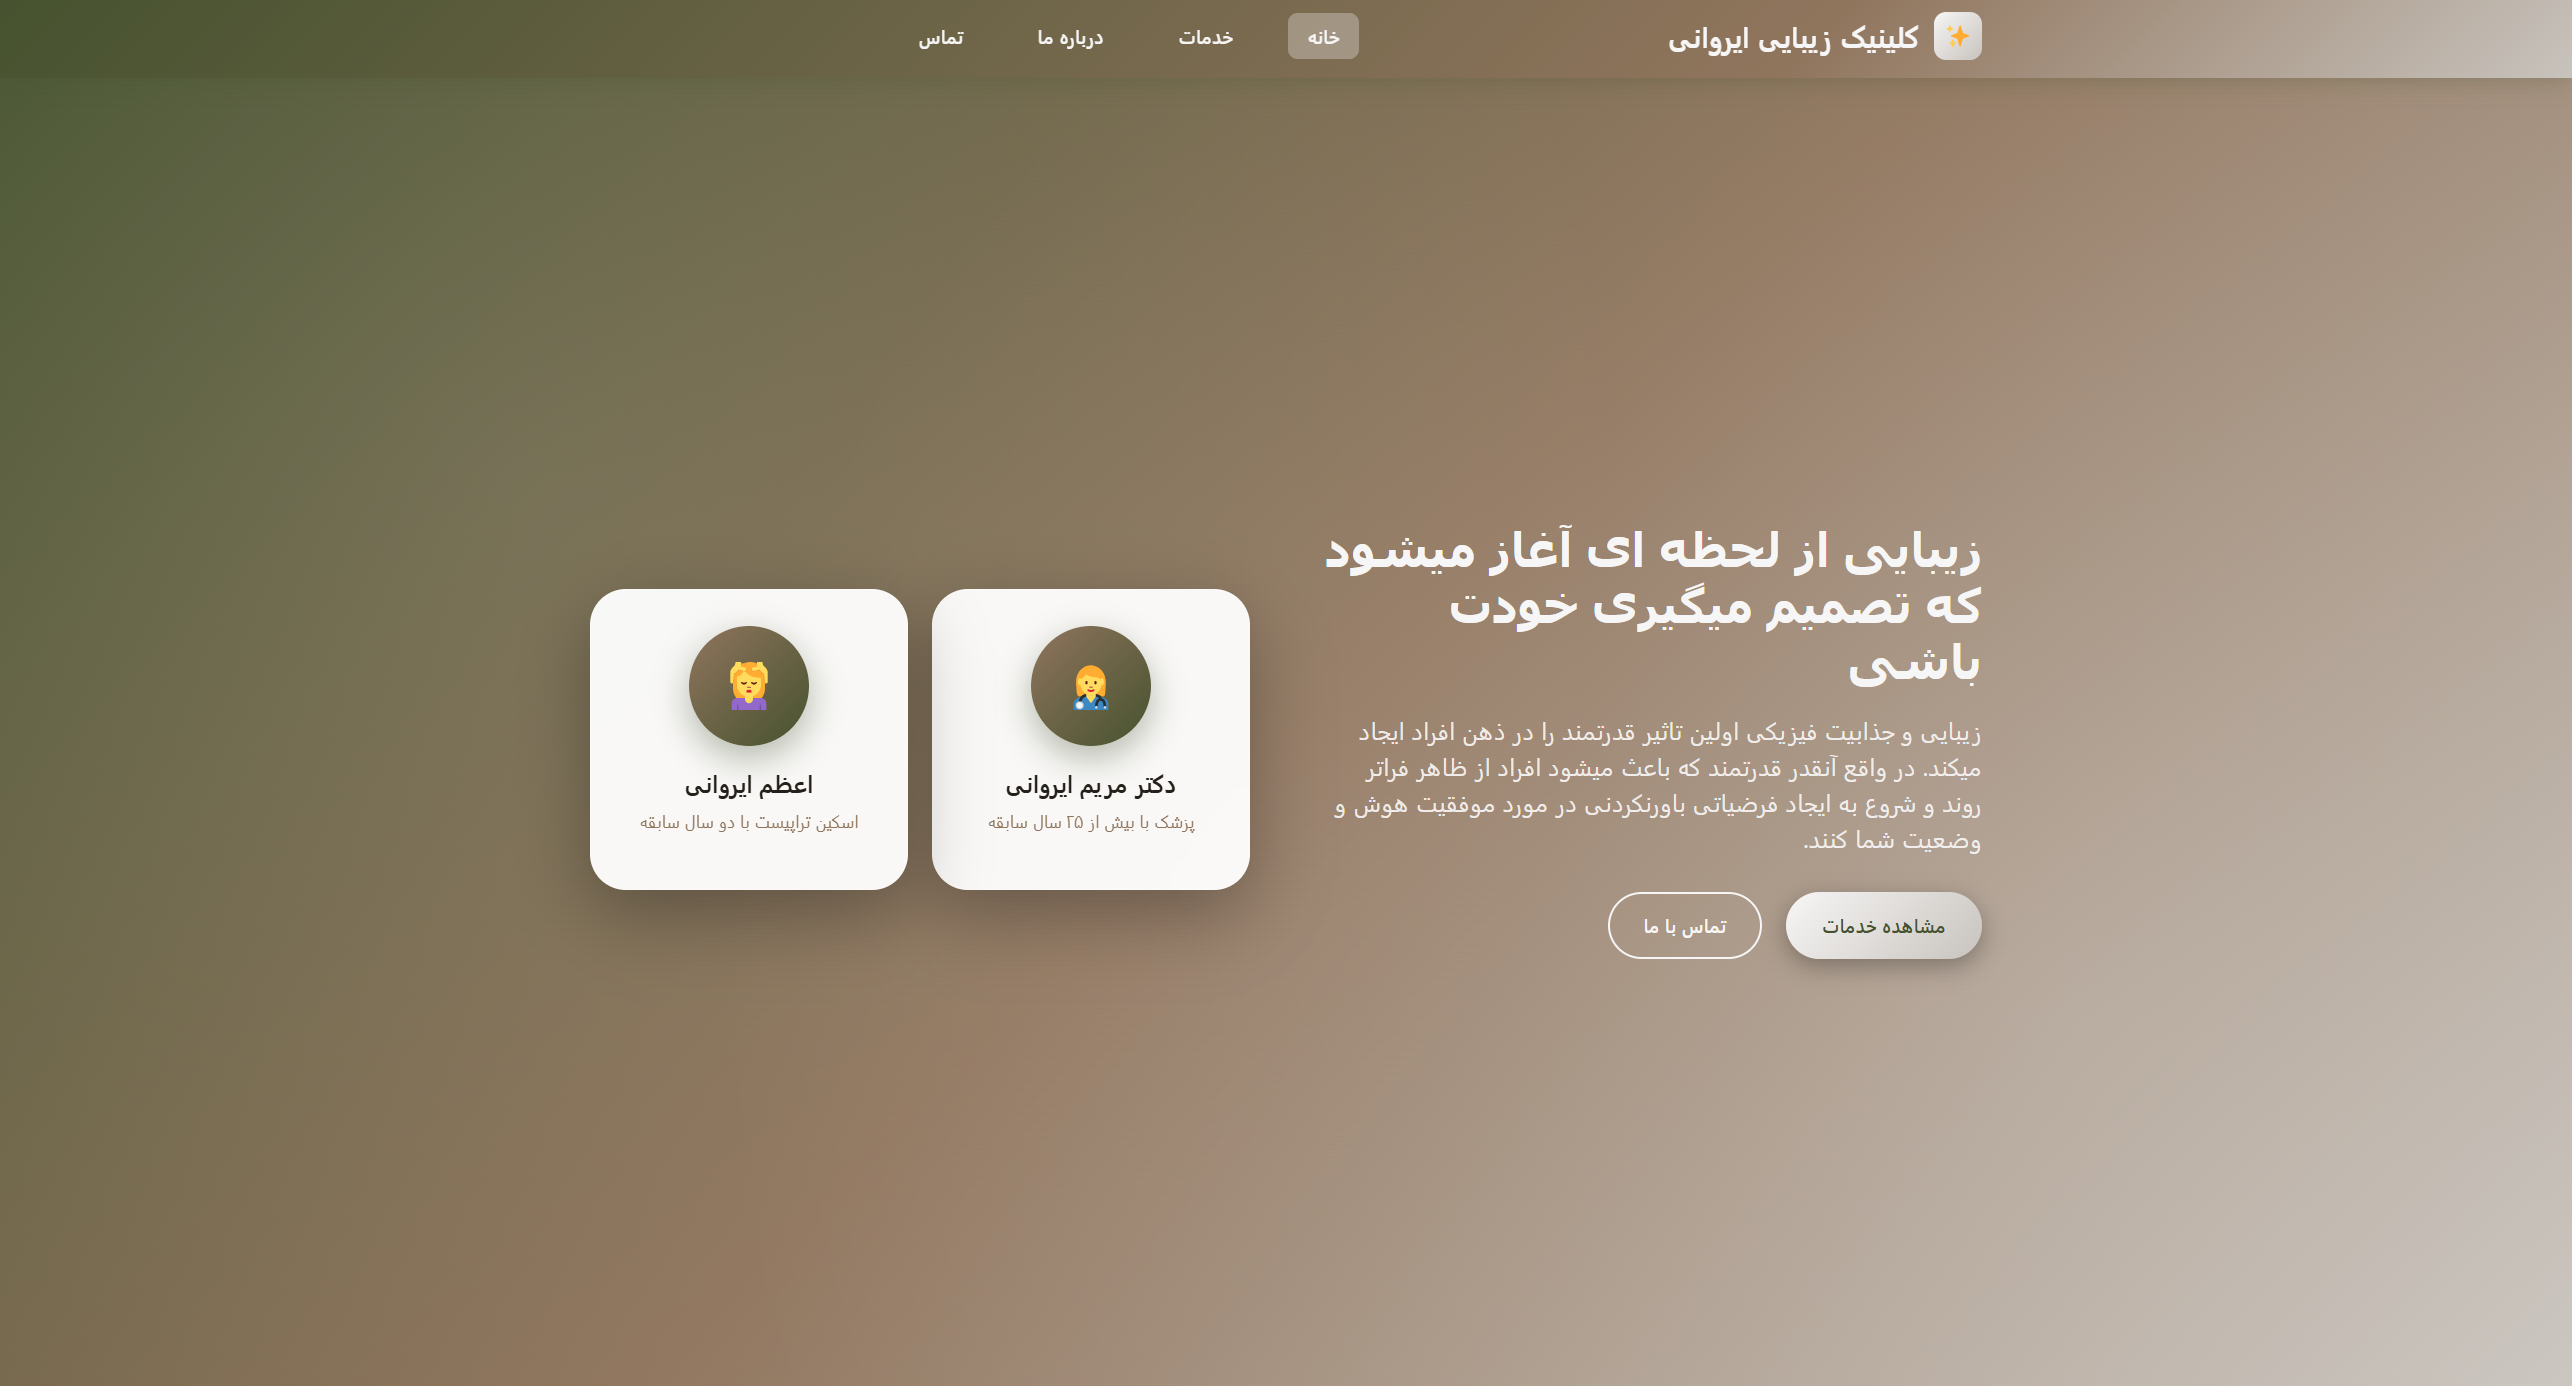 کلینیک زیبایی ایروانی
خانه
خدمات
درباره ما
تماس
زیبایی از لحظه ای آغاز میشود
که تصمیم میگیری خودت
باشی
زیبایی و جذابیت فیزیکی اولین تاثیر قدرتمند را در ذهن افراد ایجاد
میکند. در واقع آنقدر قدرتمند که باعث میشود افراد از ظاهر فراتر
روند و شروع به ایجاد فرضیاتی باورنکردنی در مورد موفقیت هوش و
وضعیت شما کنند.
مشاهده خدمات
تماس با ما
دکتر مریم ایروانی
پزشک با بیش از ۲۵ سال سابقه
اعظم ایروانی
اسکین تراپیست با دو سال سابقه